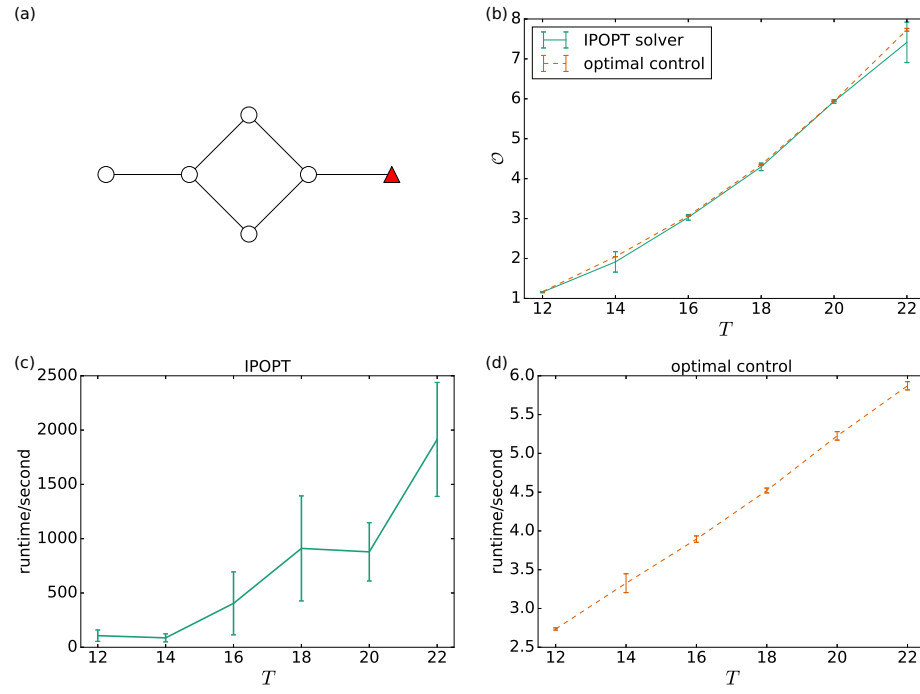 (a)
(b)
8
7
6
5
4
3
2
1
𝒪
IPOPT solver
optimal control
12 14 16 18 20 22
T
(c)
IPOPT
2500
2000
1500
1000
500
0
runtime/second
12 14 16 18 20 22
T
(d)
optimal control
6.0
5.5
5.0
4.5
4.0
3.5
3.0
2.5
runtime/second
12 14 16 18 20 22
T